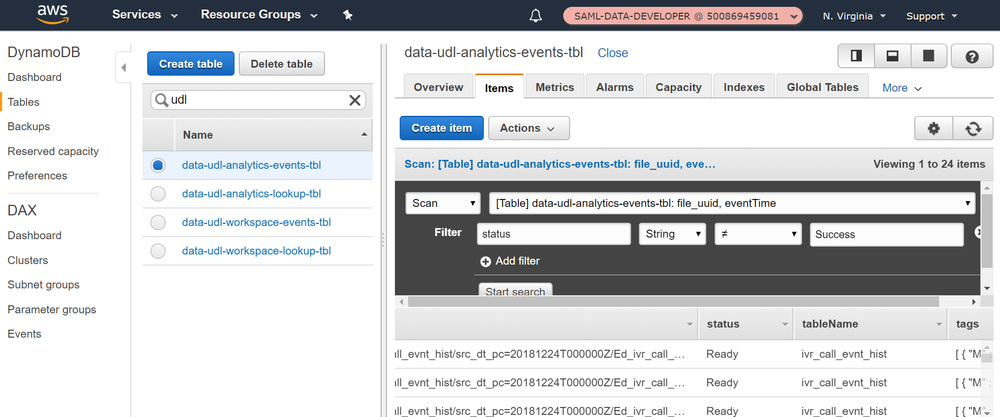 aws
Services
Resource Groups
SAML-DATA-DEVELOPER @ 500869459081
N. Virginia
Support
DynamoDB
Dashboard
Tables
Backups
Reserved capacity
Preferences
DAX
Dashboard
Clusters
Subnet groups
Parameter groups
Events
Create table
Delete table
udl
Name
data-udl-analytics-events-tbl
data-udl-analytics-lookup-tbl
data-udl-workspace-events-tbl
data-udl-workspace-lookup-tbl
data-udl-analytics-events-tbl
Close
Overview
Items
Metrics
Alarms
Capacity
Indexes
Global Tables
More
Create item
Actions
Scan: [Table] data-udl-analytics-events-tbl: file_uuid, eve…
Viewing 1 to 24 items
Scan
[Table] data-udl-analytics-events-tbl: file_uuid, eventTime
Filter
status
String
≠
Success
Add filter
Start search
status
tableName
tags
all_evnt_hist/src_dt_pc=20181224T000000Z/Ed_ivr_call_… Ready ivr_call_evnt_hist [ { "M" :
all_evnt_hist/src_dt_pc=20181224T000000Z/Ed_ivr_call_… Ready ivr_call_evnt_hist [ { "M" :
all_evnt_hist/src_dt_pc=20181224T000000Z/Ed_ivr_call_… Ready ivr_call_evnt_hist [ { "M"